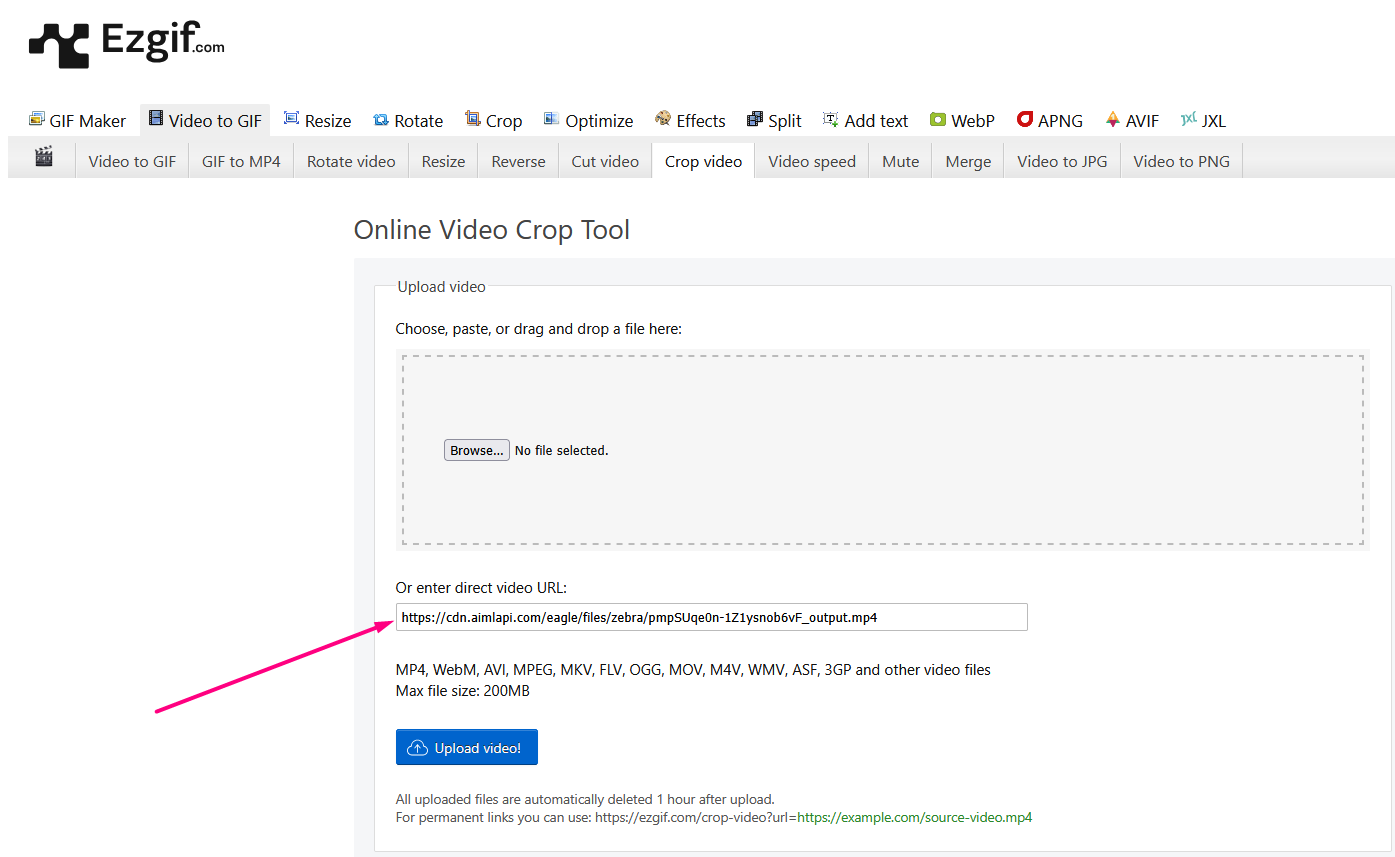 Ezgif.com
GIF Maker Video to GIF Resize Rotate Crop Optimize Effects Split Add text WebP APNG AVIF JXL JXL
Video to GIF GIF to MP4 Rotate video Resize Reverse Cut video Crop video Video speed Mute Merge Video to JPG Video to PNG
Online Video Crop Tool
Upload video
Choose, paste, or drag and drop a file here:
Browse... No file selected.
Or enter direct video URL:
https://cdn.aimlapi.com/eagle/files/zebra/pmpSUqe0n-1Z1ysnob6vF_output.mp4
MP4, WebM, AVI, MPEG, MKV, FLV, OGG, MOV, M4V, WMV, ASF, 3GP and other video files
Max file size: 200MB
Upload video!
All uploaded files are automatically deleted 1 hour after upload.
For permanent links you can use: https://ezgif.com/crop-video?url=https://example.com/source-video.mp4